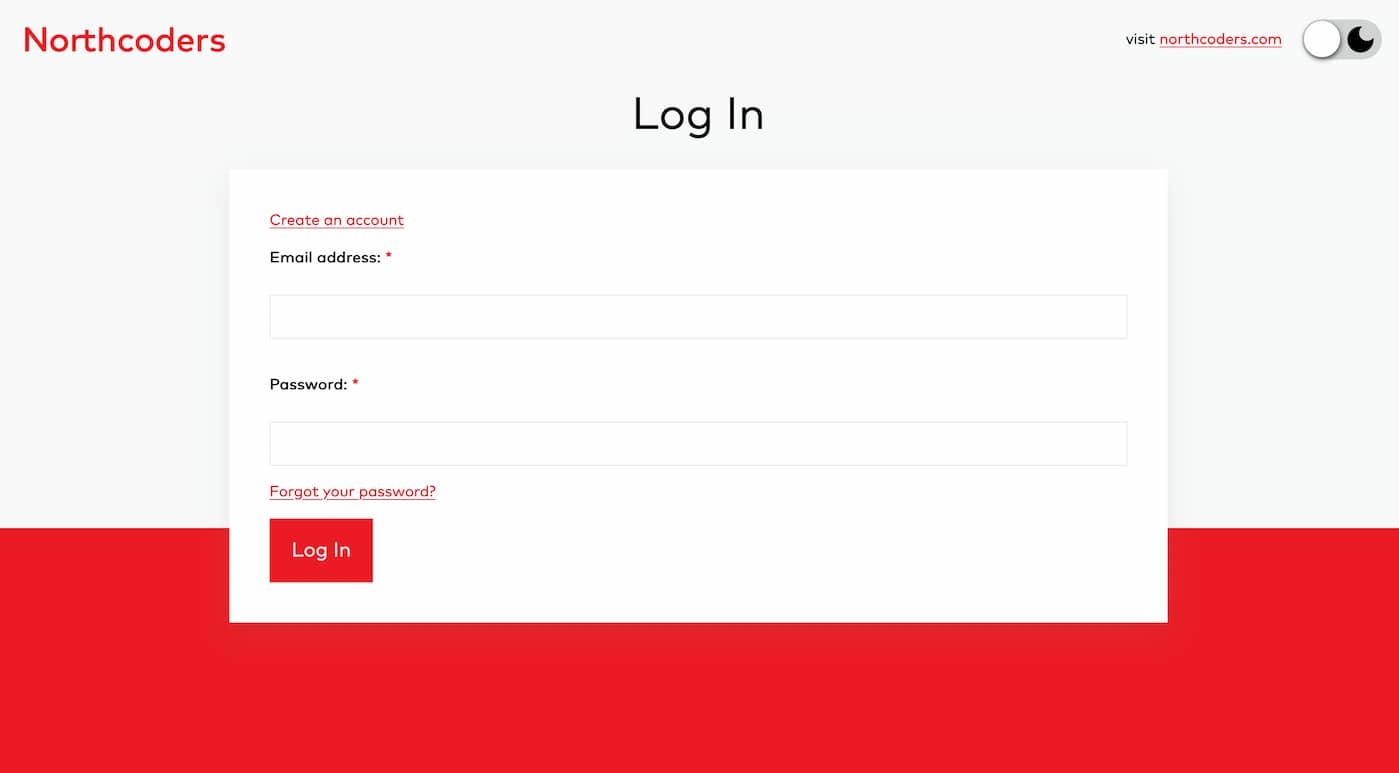 Northcoders
visit northcoders.com
Log In
Create an account
Email address: *
Password: *
Forgot your password?
Log In